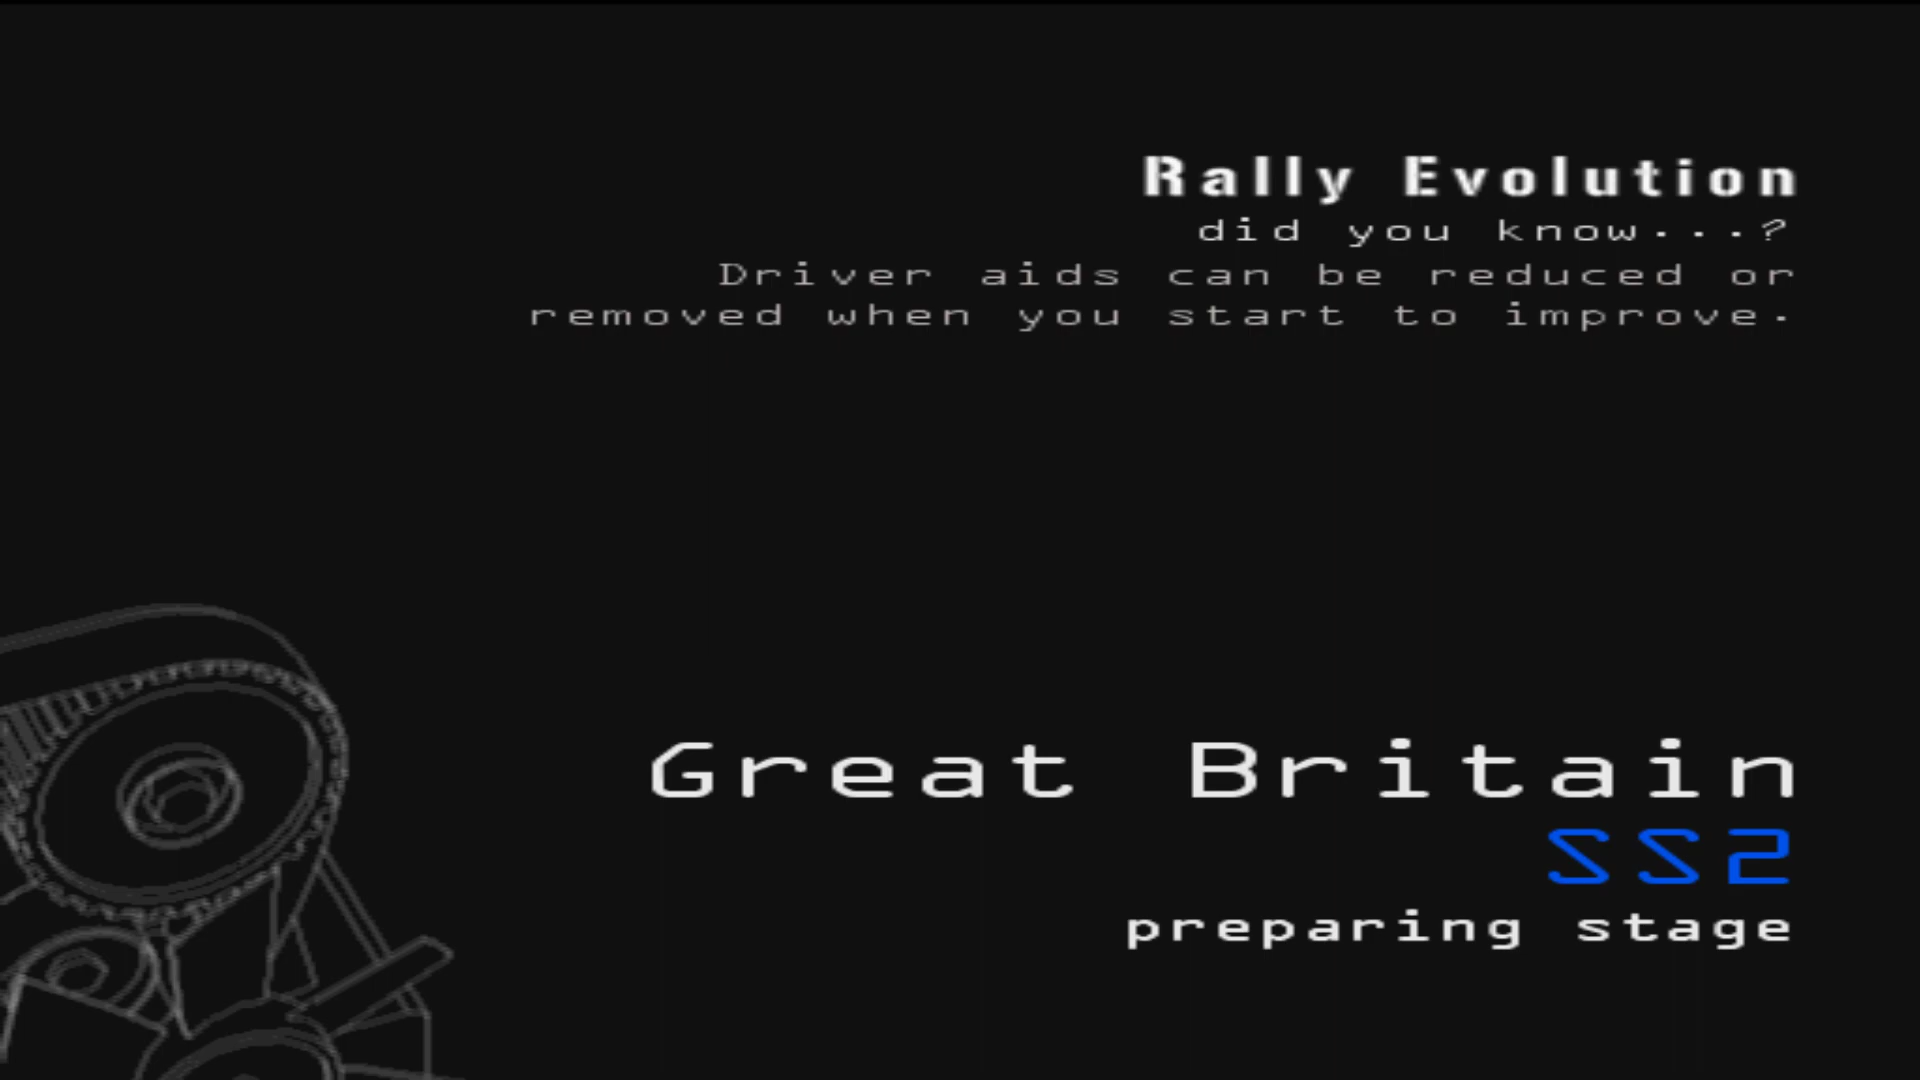 Rally Evolution
did you know...?
Driver aids can be reduced or
removed when you start to improve.
Great Britain
SS2
preparing stage